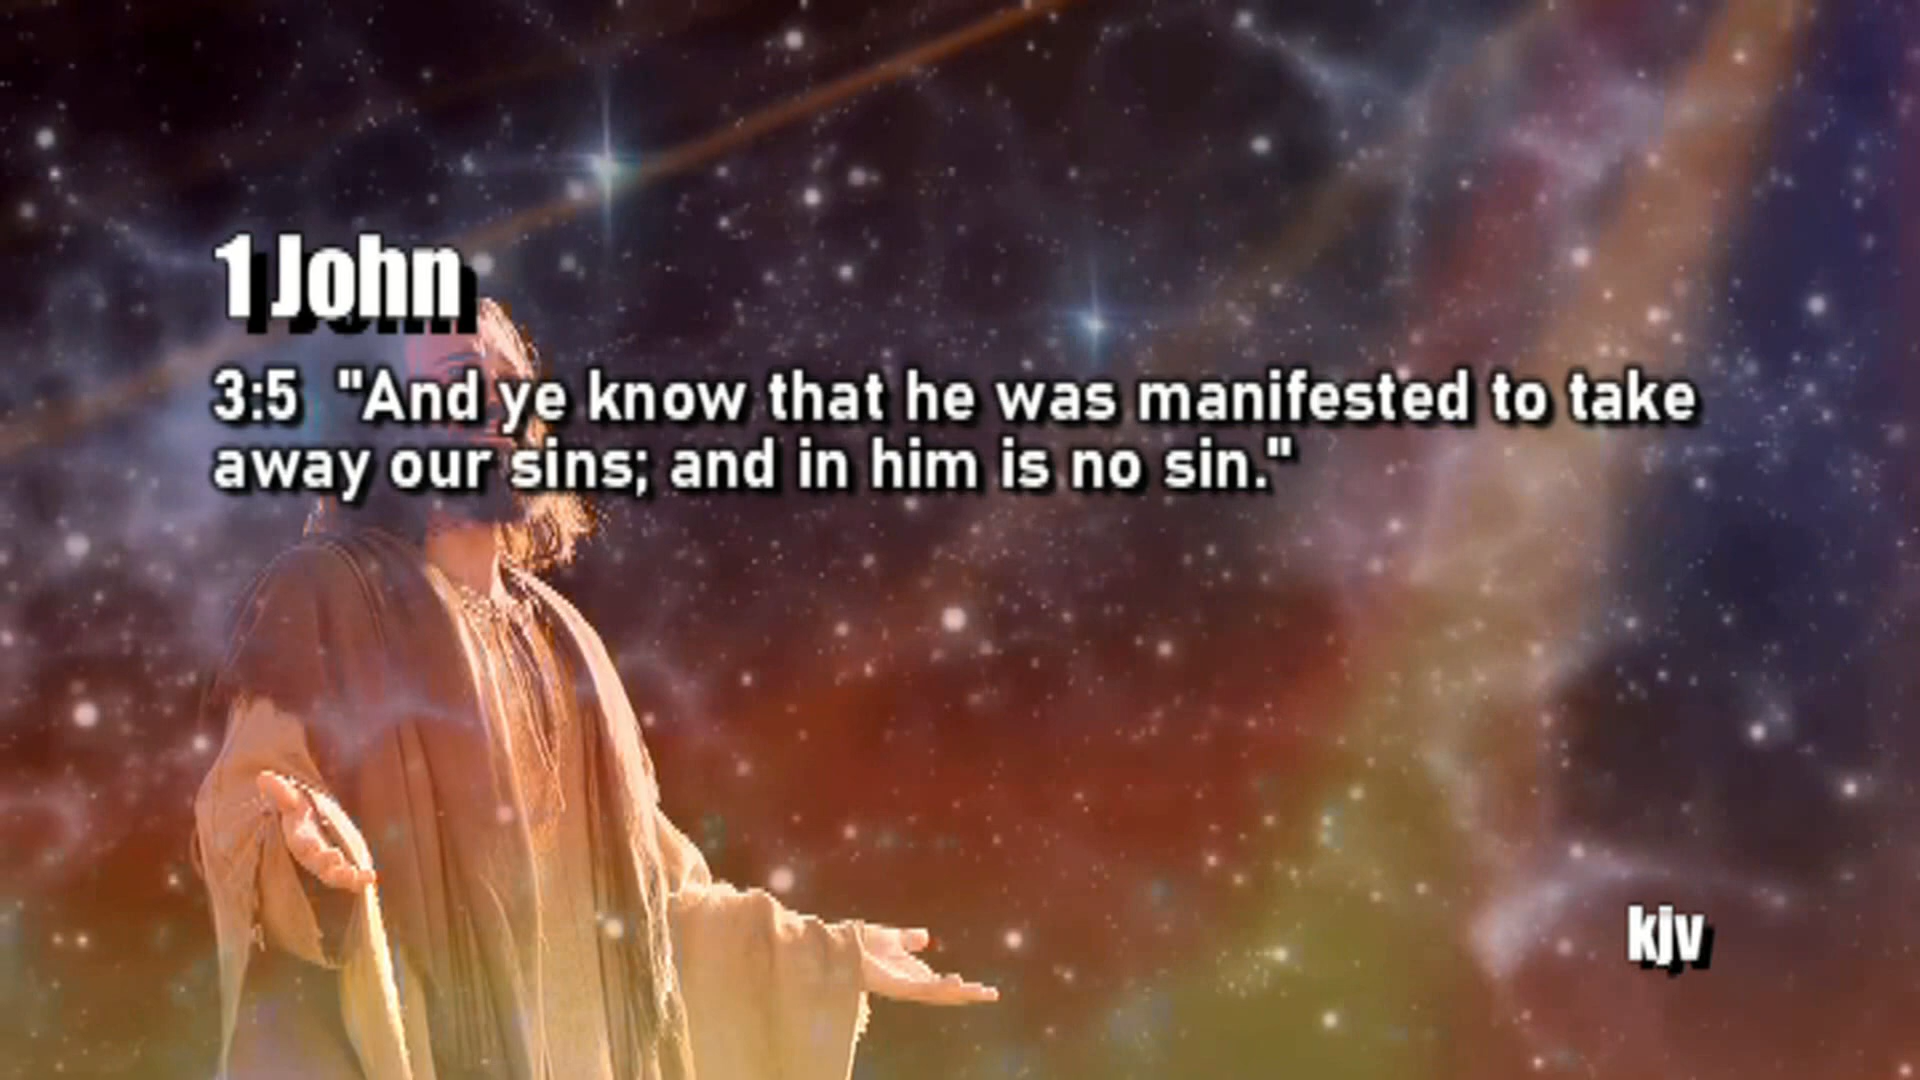 1 John
3:5 "And ye know that he was manifested to take
away our sins; and in him is no sin."
kjv